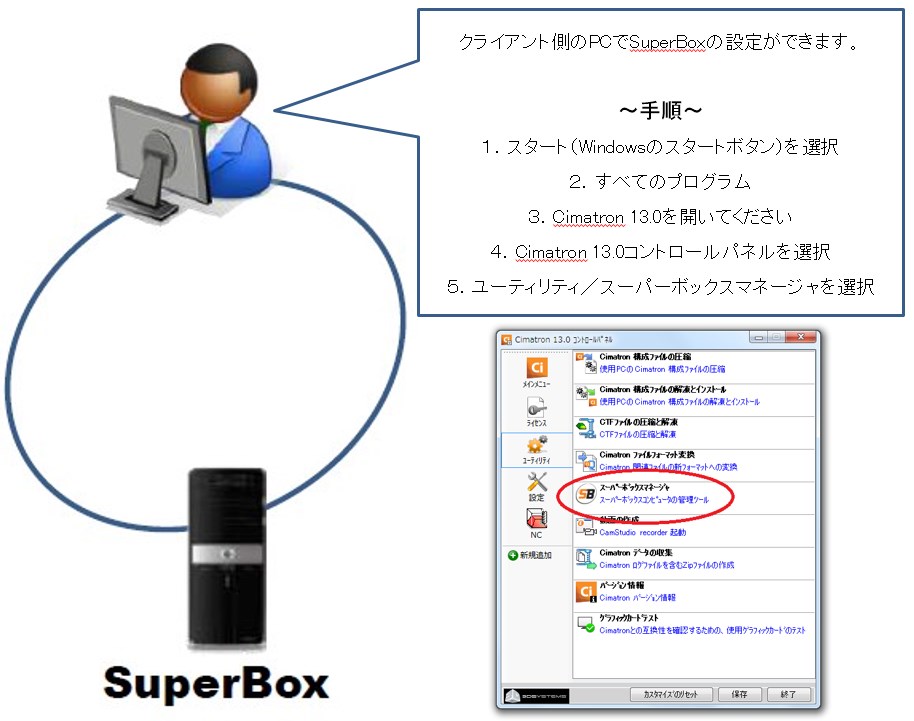 クライアント側のPCでSuperBoxの設定ができます。
～手順～
１．スタート（Windowsのスタートボタン）を選択
２．すべてのプログラム
３．Cimatron 13.0を開いてください
４．Cimatron 13.0コントロールパネルを選択
５．ユーティリティ／スーパーボックスマネージャを選択
Cimatron 13.0 ｺﾝﾄﾛｰﾙﾊﾟﾈﾙ
Ci
ﾒｲﾝﾒﾆｭｰ
ﾗｲｾﾝｽ
ﾕｰﾃｨﾘﾃｨ
設定
NC
新規追加
Cimatron 構成ﾌｧｲﾙの圧縮
使用PCの Cimatron 構成ﾌｧｲﾙの圧縮
Cimatron 構成ﾌｧｲﾙの解凍とｲﾝｽﾄｰﾙ
使用PCの Cimatron 構成ﾌｧｲﾙの解凍とｲﾝｽﾄｰﾙ
CTFﾌｧｲﾙの圧縮と解凍
CTFﾌｧｲﾙの圧縮と解凍
Cimatron ﾌｧｲﾙﾌｫｰﾏｯﾄ変換
Cimatron 関連ﾌｧｲﾙの新ﾌｫｰﾏｯﾄへの変換
SB
ｽｰﾊﾟｰﾎﾞｯｸｽﾏﾈｰｼﾞｬ
ｽｰﾊﾟｰﾎﾞｯｸｽｺﾝﾋﾟｭｰﾀの管理ﾂｰﾙ
動画の作成
CamStudio recorder 起動
Cimatron ﾃﾞｰﾀの収集
Cimatron ﾛｸﾞﾌｧｲﾙを含むZipﾌｧｲﾙの作成
Ci
ﾊﾞｰｼﾞｮﾝ情報
Cimatron ﾊﾞｰｼﾞｮﾝ情報
ｸﾞﾗﾌｨｯｸｶｰﾄﾞﾃｽﾄ
Cimatronとの互換性を確認するための、使用ｸﾞﾗﾌｨｯｸｶｰﾄﾞのﾃｽﾄ
3DSYSTEMS
ｶｽﾀﾏｲｽﾞのﾘｾｯﾄ
保存
終了
SuperBox